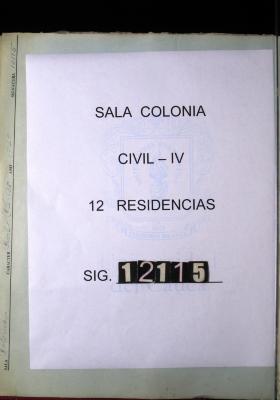 SALA COLONIA
CIVIL – IV
12 RESIDENCIAS
SIG. 12115